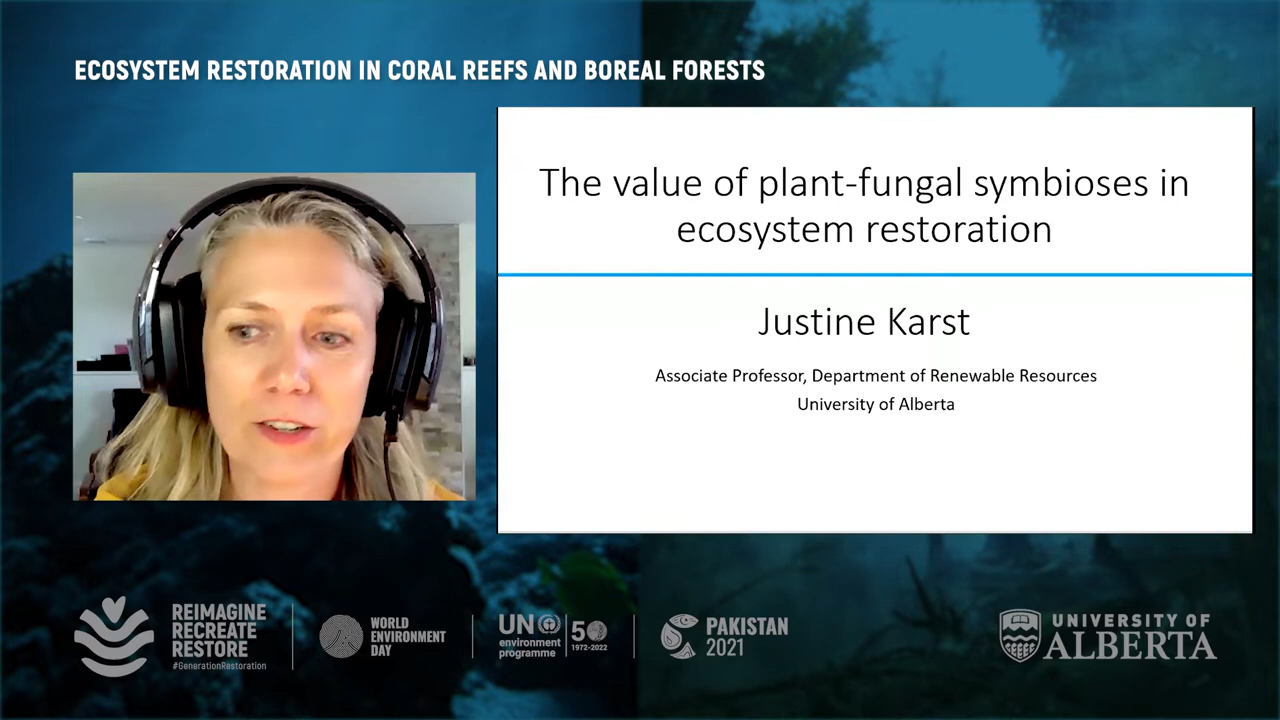 ECOSYSTEM RESTORATION IN CORAL REEFS AND BOREAL FORESTS
The value of plant-fungal symbioses in
ecosystem restoration
Justine Karst
Associate Professor, Department of Renewable Resources
University of Alberta
REIMAGINE
RECREATE
RESTORE
#GenerationRestoration
WORLD
ENVIRONMENT
DAY
UN
environment
programme
50
1972-2022
PAKISTAN
2021
UNIVERSITY OF
ALBERTA